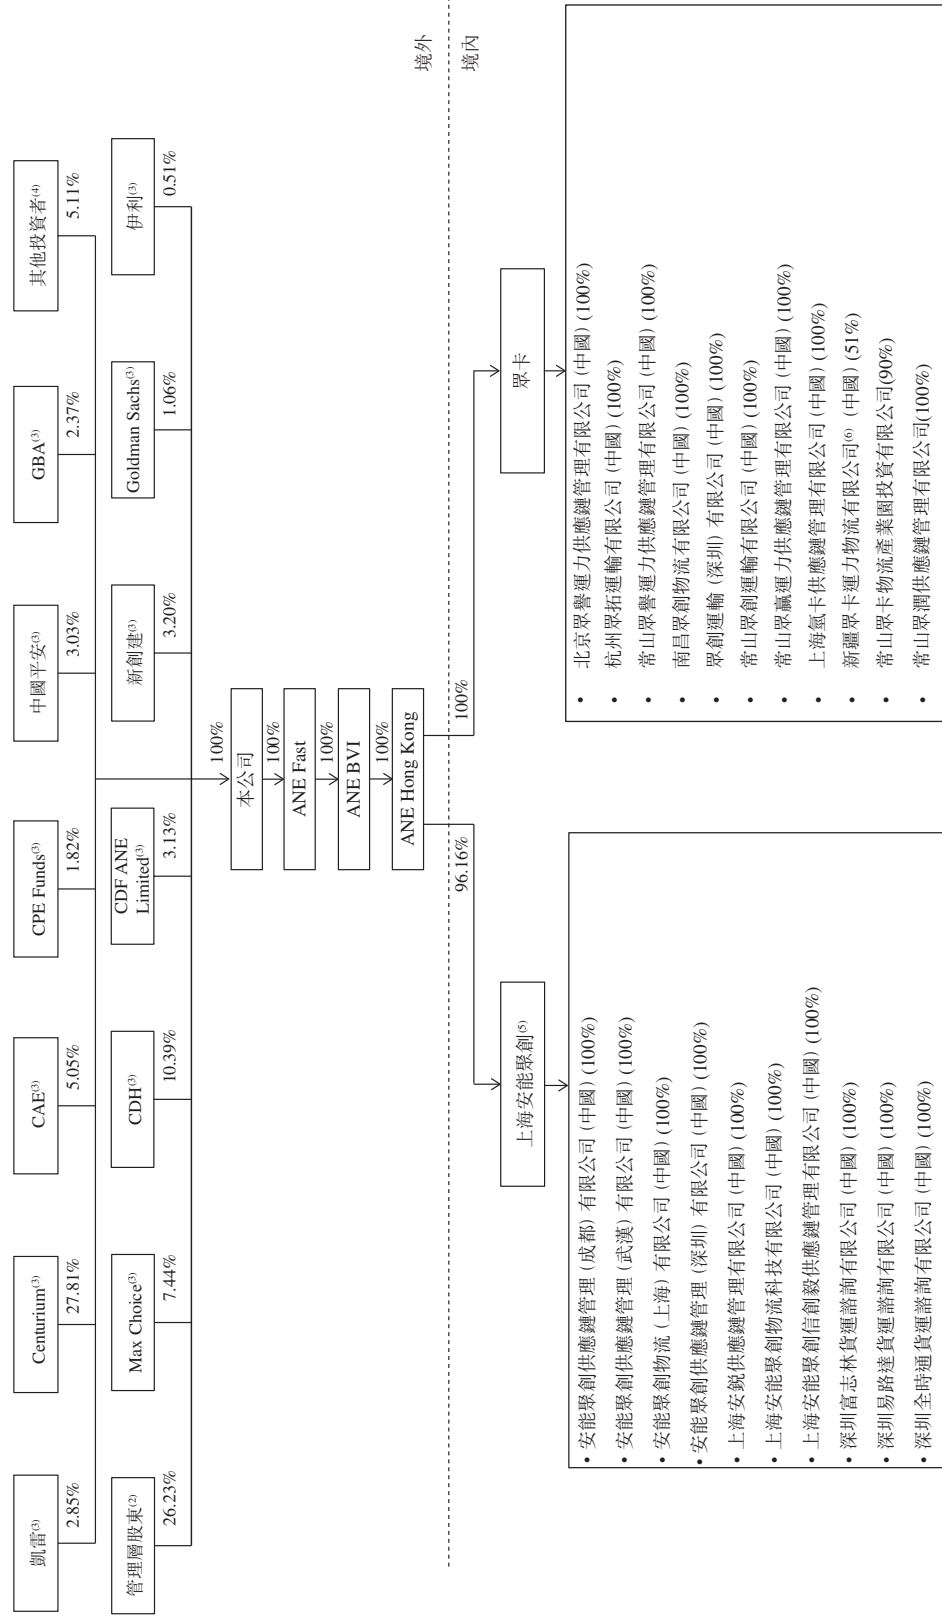 凱雷(3)
2.85%
Centurium(3)
27.81%
CAE(3)
5.05%
CPE Funds(3)
1.82%
中國平安(3)
3.03%
GBA(3)
2.37%
其他投資者(4)
5.11%
管理層股東(2)
26.23%
Max Choice(3)
7.44%
CDH(3)
10.39%
CDF ANE
Limited(3)
3.13%
新創建(3)
3.20%
Goldman Sachs(3)
1.06%
伊利(3)
0.51%
100%
本公司
100%
ANE Fast
100%
ANE BVI
100%
ANE Hong Kong
96.16%
100%
境外
境內
上海安能聚創(5)
眾卡
• 安能聚創供應鏈管理 (成都) 有限公司 (中國) (100%)
• 安能聚創供應鏈管理 (武漢) 有限公司 (中國) (100%)
• 安能聚創物流 (上海) 有限公司 (中國) (100%)
• 安能聚創供應鏈管理 (深圳) 有限公司 (中國) (100%)
• 上海安銳供應鏈管理有限公司 (中國) (100%)
• 上海安能聚創物流科技有限公司 (中國) (100%)
• 上海安能聚創信創毅供應鏈管理有限公司 (中國) (100%)
• 深圳富志林貨運諮詢有限公司 (中國) (100%)
• 深圳易路達貨運諮詢有限公司 (中國) (100%)
• 深圳全時通貨運諮詢有限公司 (中國) (100%)
• 北京眾譽運力供應鏈管理有限公司 (中國) (100%)
• 杭州眾拓運輸有限公司 (中國) (100%)
• 常山眾譽運力供應鏈管理有限公司 (中國) (100%)
• 南昌眾創物流有限公司 (中國) (100%)
• 眾創運輸 (深圳) 有限公司 (中國) (100%)
• 常山眾創運輸有限公司 (中國) (100%)
• 常山眾贏運力供應鏈管理有限公司 (中國) (100%)
• 上海氫卡供應鏈管理有限公司 (中國) (100%)
• 新疆眾卡運力物流有限公司(6) (中國) (51%)
• 常山眾卡物流產業園投資有限公司(90%)
• 常山眾潤供應鏈管理有限公司(100%)